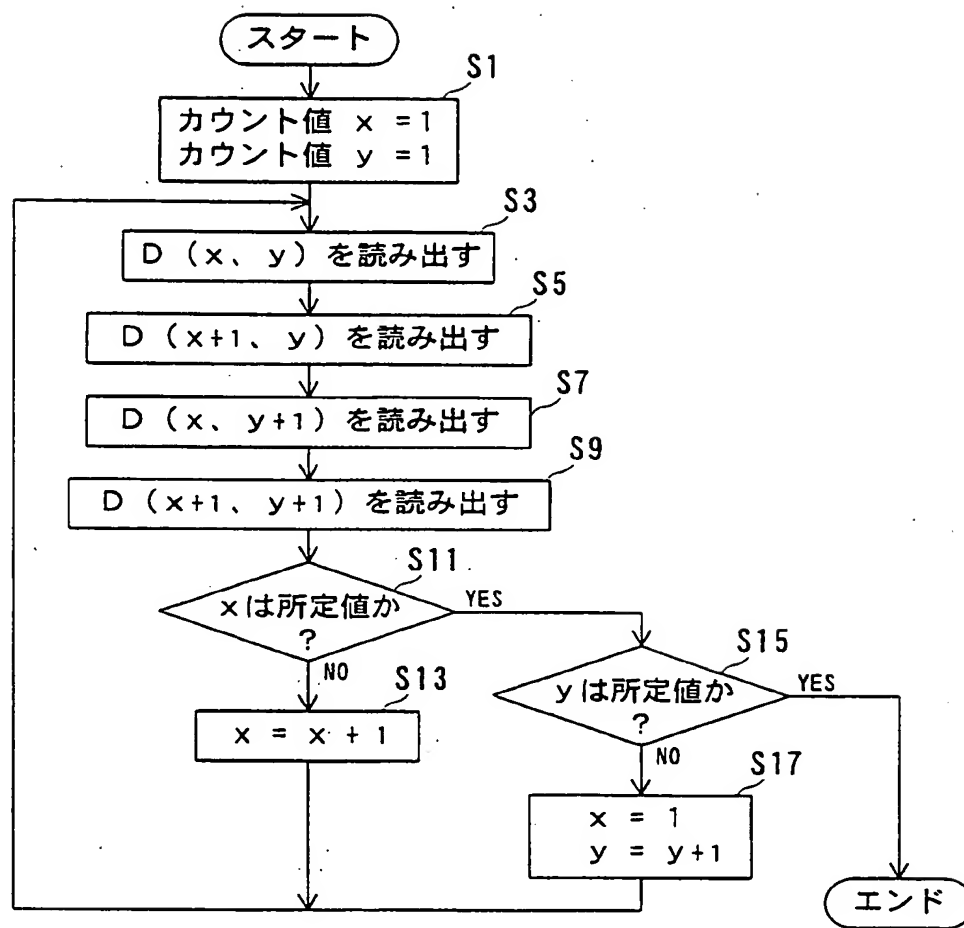 スタート
S1
カウント値 x =1
カウント値 y =1
S3
D (x、y) を読み出す
S5
D (x+1、y) を読み出す
S7
D (x、y+1) を読み出す
S9
D (x+1、y+1) を読み出す
S11
xは所定値か
?
YES
NO
S13
x = x + 1
S15
yは所定値か
?
YES
NO
S17
x = 1
y = y+1
エンド